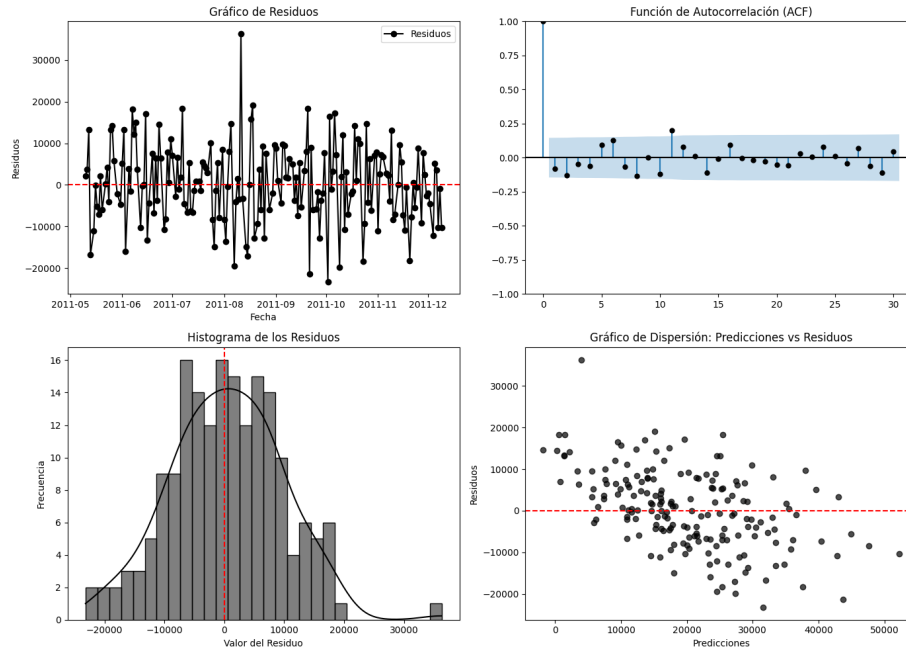 Gráfico de Residuos
Residuos
30000
20000
10000
0
−10000
−20000
2011-05 2011-06 2011-07 2011-08 2011-09 2011-10 2011-11 2011-12
Fecha
Residuos
Función de Autocorrelación (ACF)
1.00
0.75
0.50
0.25
0.00
−0.25
−0.50
−0.75
−1.00
0 5 10 15 20 25 30
Histograma de los Residuos
Frecuencia
16
14
12
10
8
6
4
2
0
−20000 −10000 0 10000 20000 30000
Valor del Residuo
Gráfico de Dispersión: Predicciones vs Residuos
Residuos
30000
20000
10000
0
−10000
−20000
0 10000 20000 30000 40000 50000
Predicciones